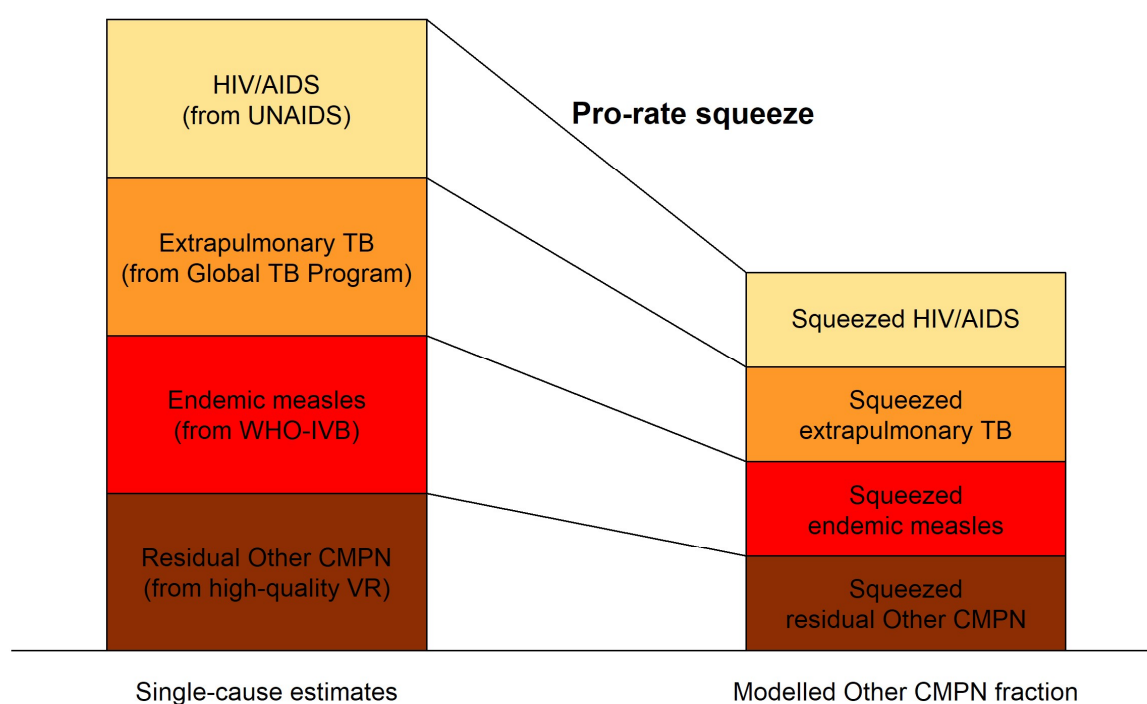 HIV/AIDS
(from UNAIDS)
Extrapulmonary TB
(from Global TB Program)
Endemic measles
(from WHO-IVB)
Residual Other CMPN
(from high-quality VR)
Single-cause estimates
Pro-rate squeeze
Squeezed HIV/AIDS
Squeezed
extrapulmonary TB
Squeezed
endemic measles
Squeezed
residual Other CMPN
Modelled Other CMPN fraction